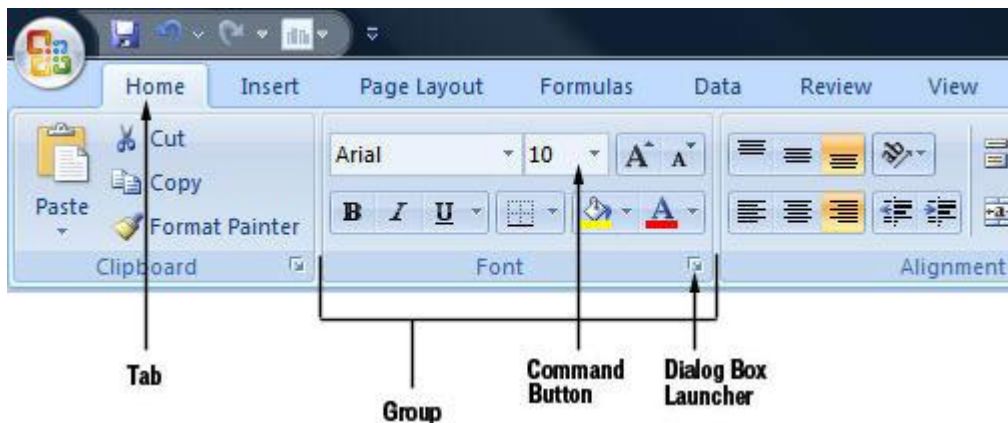 Home Insert Page Layout Formulas Data Review View
Cut
Arial 10 A A
Copy
Paste
B I U A
Format Painter
Clipboard Font Alignment
Tab
Group
Command
Button
Dialog Box
Launcher